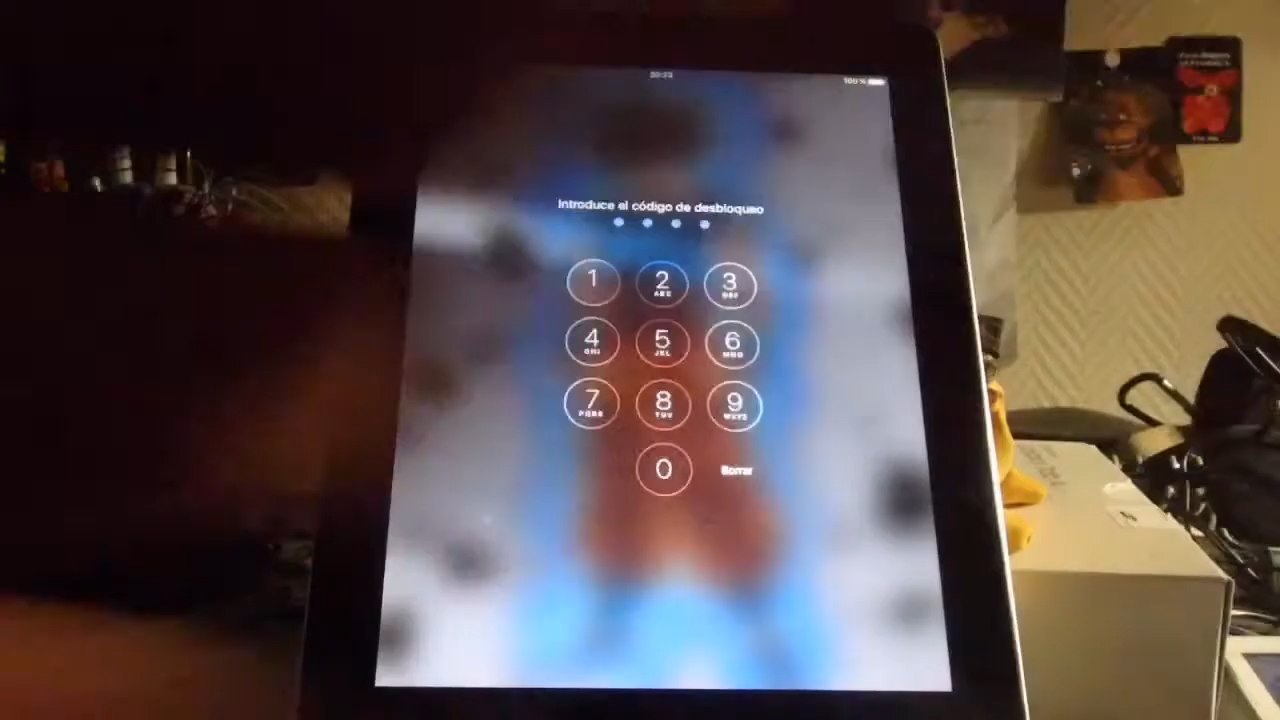 100 %
Introduce el código de desbloqueo
1
2
ABC
3
DEF
4
GHI
5
JKL
6
MNO
7
PQRS
8
TUV
9
WXYZ
0
Borrar